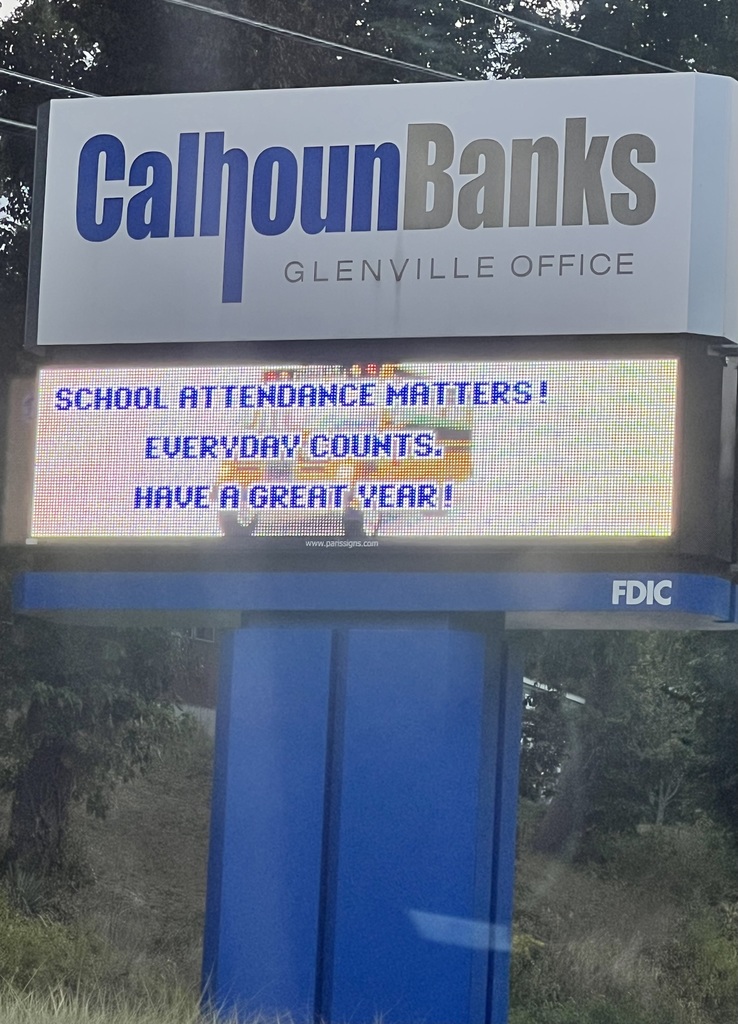 CalhounBanks
GLENVILLE OFFICE
SCHOOL ATTENDANCE MATTERS!
EVERYDAY COUNTS.
HAVE A GREAT YEAR!
www.parissigns.com
FDIC